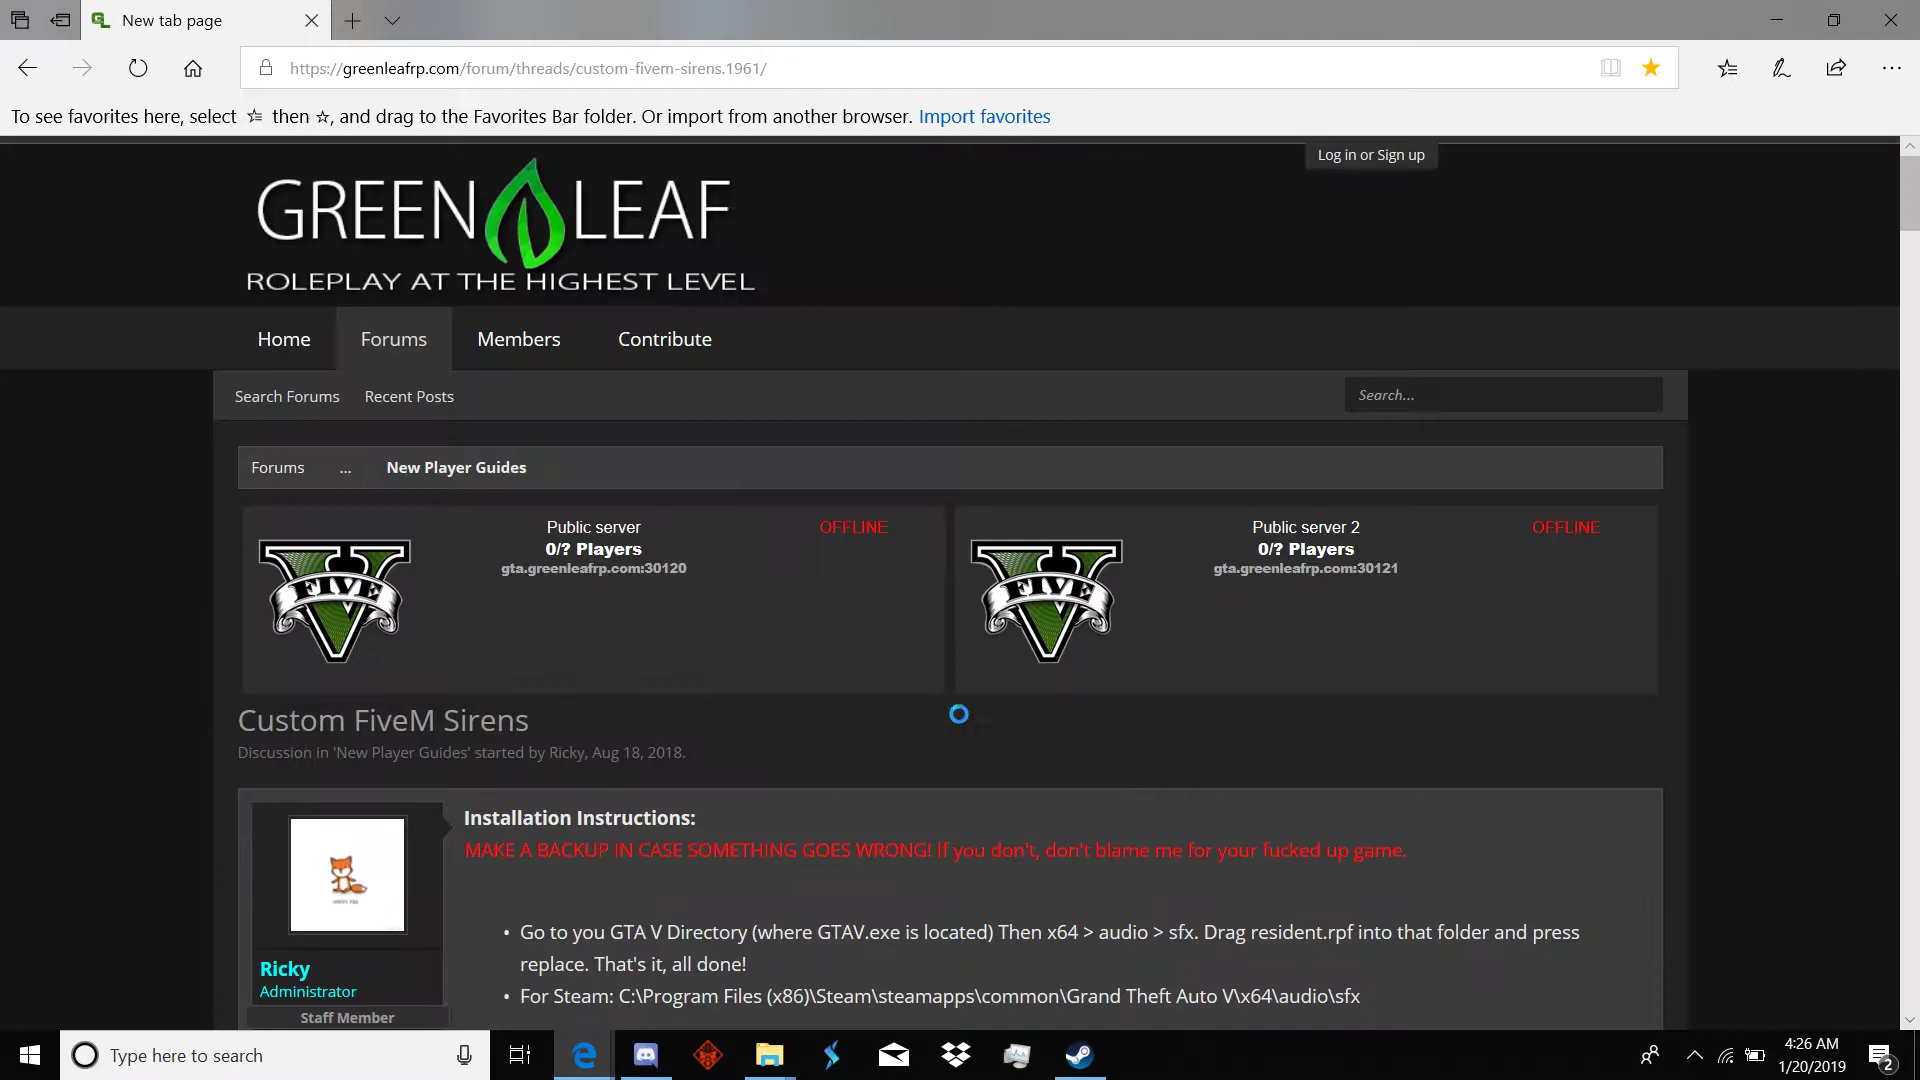 New tab page
https://greenleafrp.com/forum/threads/custom-fivem-sirens.1961/
To see favorites here, select ☆ then ☆, and drag to the Favorites Bar folder. Or import from another browser. Import favorites
Log in or Sign up
GREEN LEAF
ROLEPLAY AT THE HIGHEST LEVEL
Home Forums Members Contribute
Search Forums Recent Posts Search...
Forums ... New Player Guides
Public server OFFLINE
0/? Players
gta.greenleafrp.com:30120
FIVE
Public server 2 OFFLINE
0/? Players
gta.greenleafrp.com:30121
FIVE
Custom FiveM Sirens
Discussion in 'New Player Guides' started by Ricky, Aug 18, 2018.
Installation Instructions:
MAKE A BACKUP IN CASE SOMETHING GOES WRONG! If you don't, don't blame me for your fucked up game.
• Go to you GTA V Directory (where GTAV.exe is located) Then x64 > audio > sfx. Drag resident.rpf into that folder and press
replace. That's it, all done!
• For Steam: C:\Program Files (x86)\Steam\steamapps\common\Grand Theft Auto V\x64\audio\sfx
Ricky
Administrator
Staff Member
Type here to search
4:26 AM
1/20/2019
2